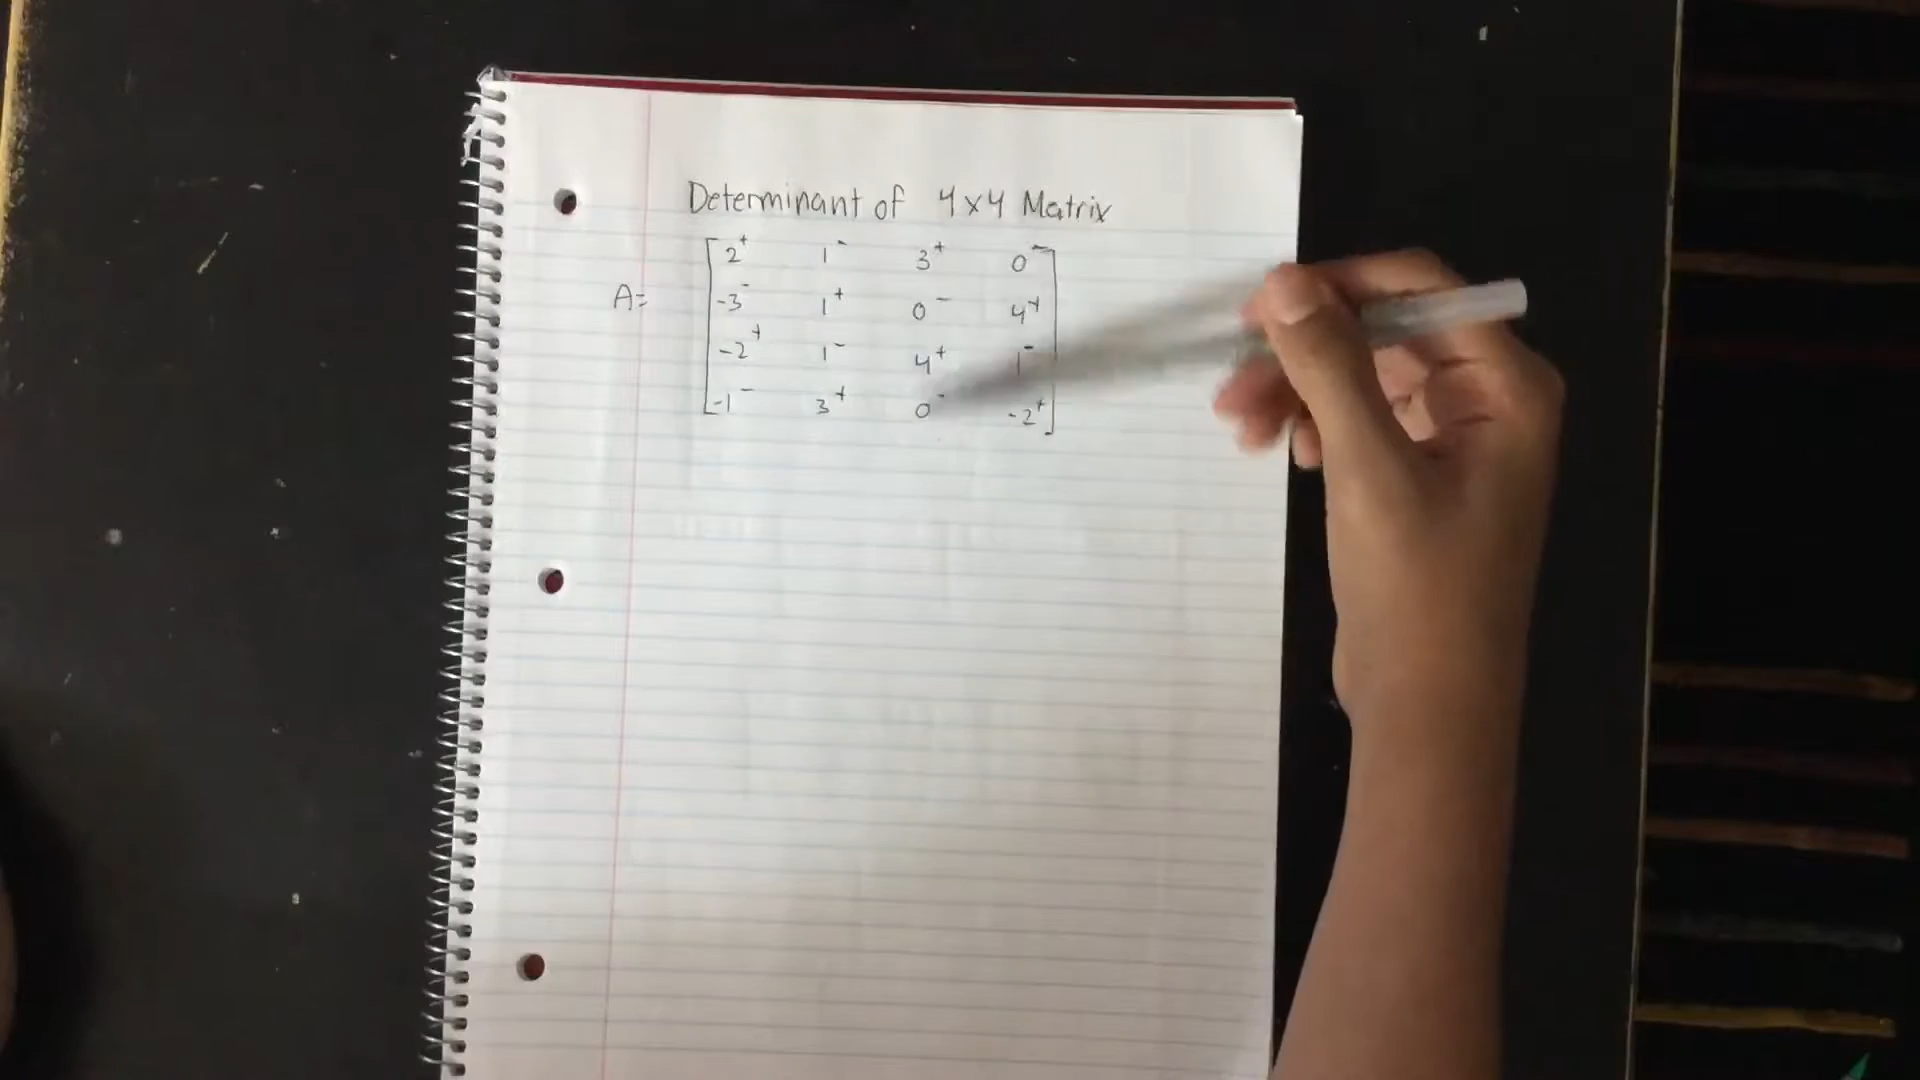 Determinant of 4x4 Matrix
A=
2⁺ 1⁻ 3⁺ 0⁻
-3⁻ 1⁺ 0⁻ 4⁺
-2⁺ 1⁻ 4⁺ 1⁻
-1⁻ 3⁺ 0⁻ -2⁺